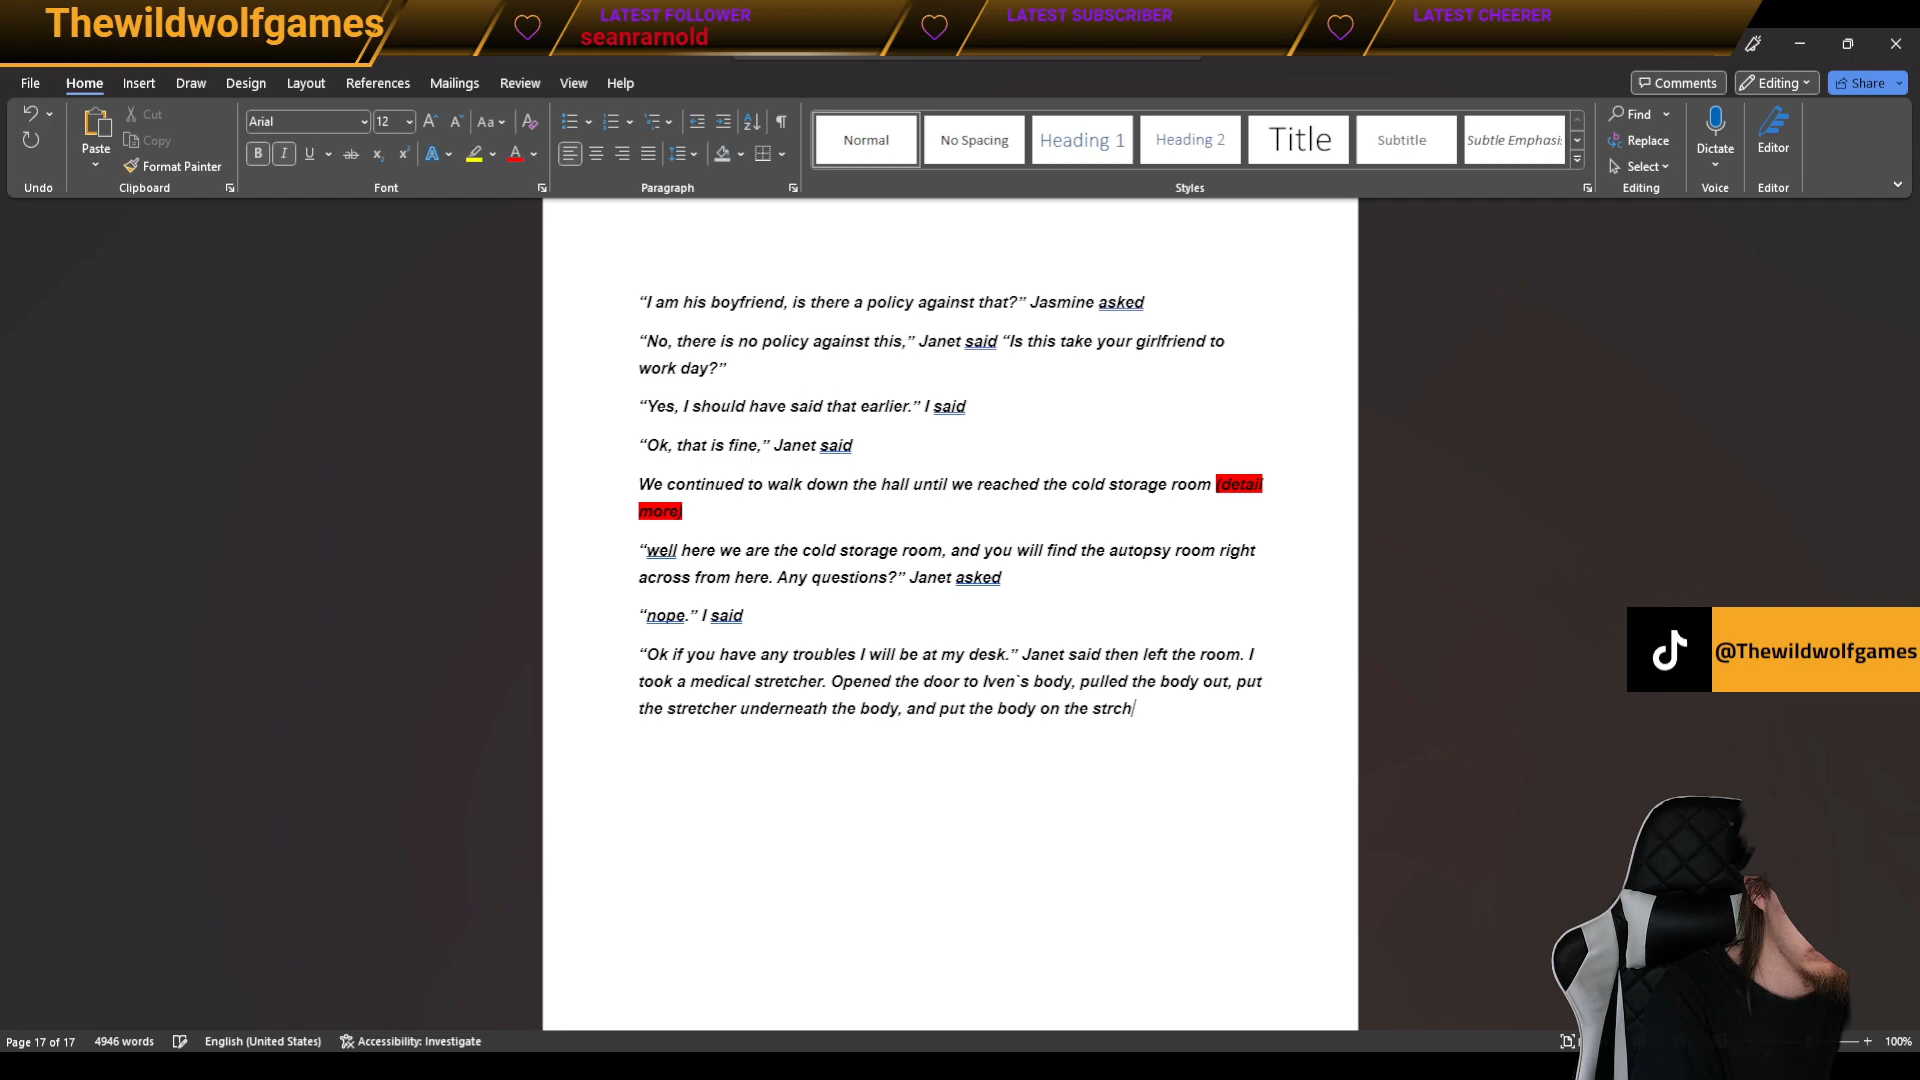 Thewildwolfgames
LATEST FOLLOWER
seanrarnold
LATEST SUBSCRIBER
LATEST CHEERER
File Home Insert Draw Design Layout References Mailings Review View Help
Comments Editing Share
Paste
Cut
Copy
Format Painter
Arial 12
Aa
Normal
No Spacing
Heading 1
Heading 2
Title
Subtitle
Subtle Emphasis
Find
Replace
Select
Dictate
Editor
Undo Clipboard Font Paragraph Styles Editing Voice Editor
“I am his boyfriend, is there a policy against that?” Jasmine asked
“No, there is no policy against this,” Janet said “Is this take your girlfriend to
work day?”
“Yes, I should have said that earlier.” I said
“Ok, that is fine,” Janet said
We continued to walk down the hall until we reached the cold storage room (detail
more)
“well here we are the cold storage room, and you will find the autopsy room right
across from here. Any questions?” Janet asked
“nope.” I said
“Ok if you have any troubles I will be at my desk.” Janet said then left the room. I
took a medical stretcher. Opened the door to Iven`s body, pulled the body out, put
the stretcher underneath the body, and put the body on the strch
@Thewildwolfgames
Page 17 of 17 4946 words English (United States) Accessibility: Investigate 100%